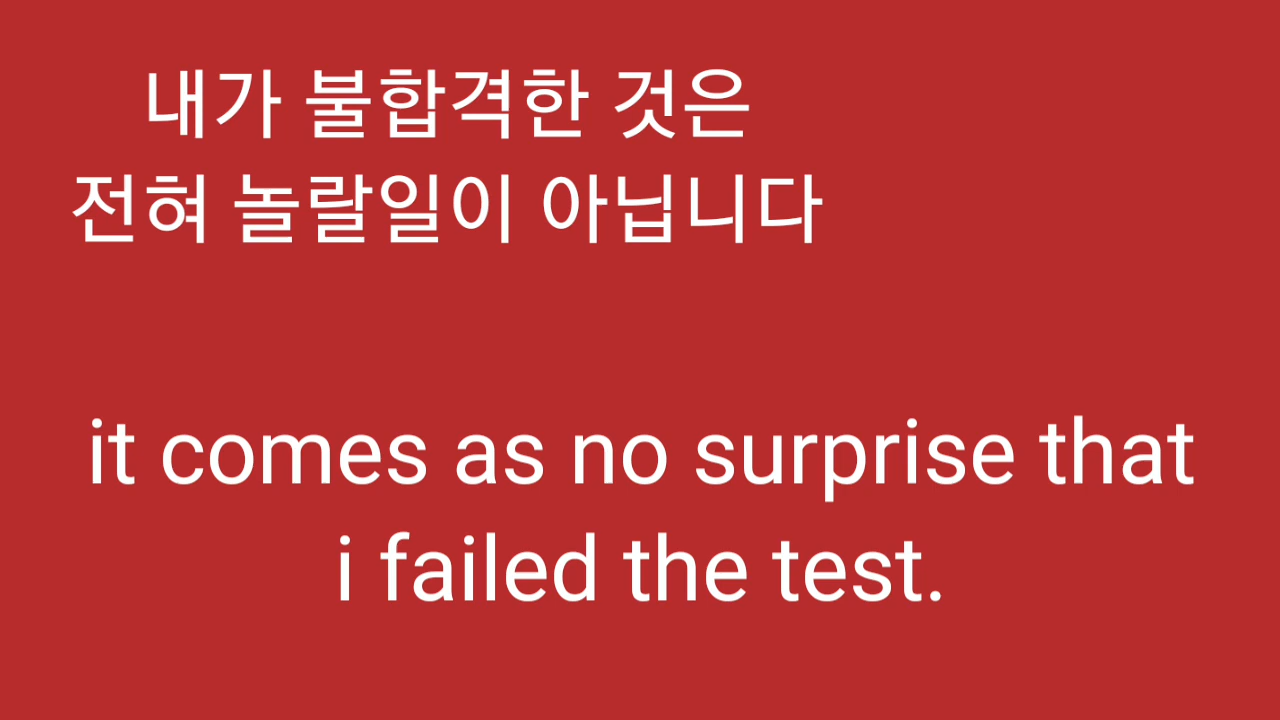 내가 불합격한 것은
전혀 놀랄일이 아닙니다
it comes as no surprise that
i failed the test.